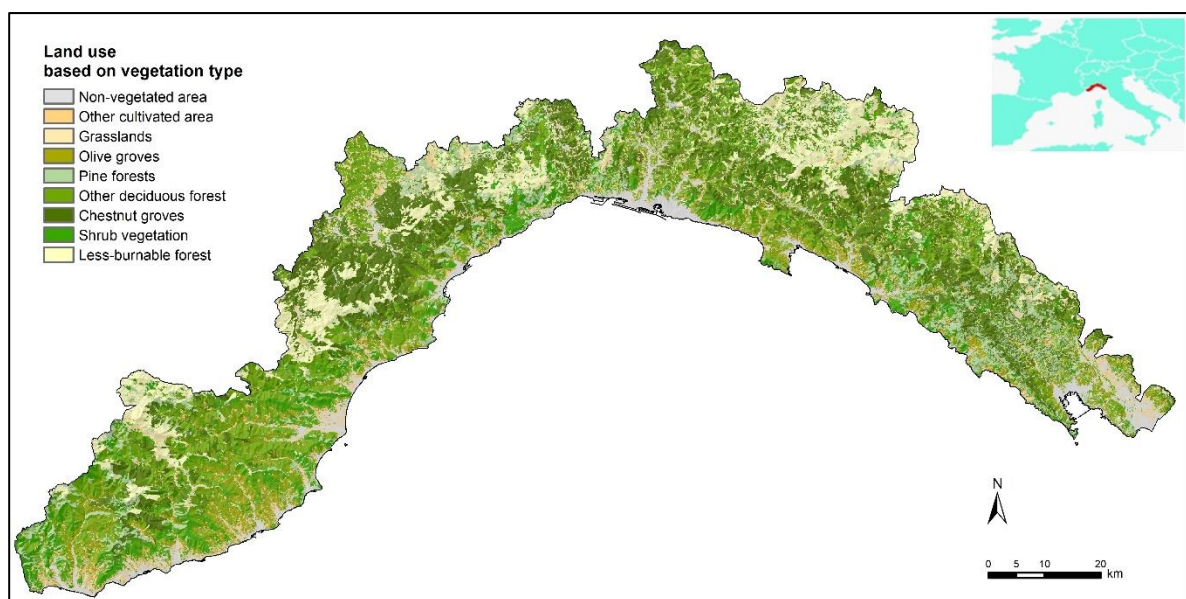 Land use
based on vegetation type
Non-vegetated area
Other cultivated area
Grasslands
Olive groves
Pine forests
Other deciduous forest
Chestnut groves
Shrub vegetation
Less-burnable forest
N
0 5 10 20
km